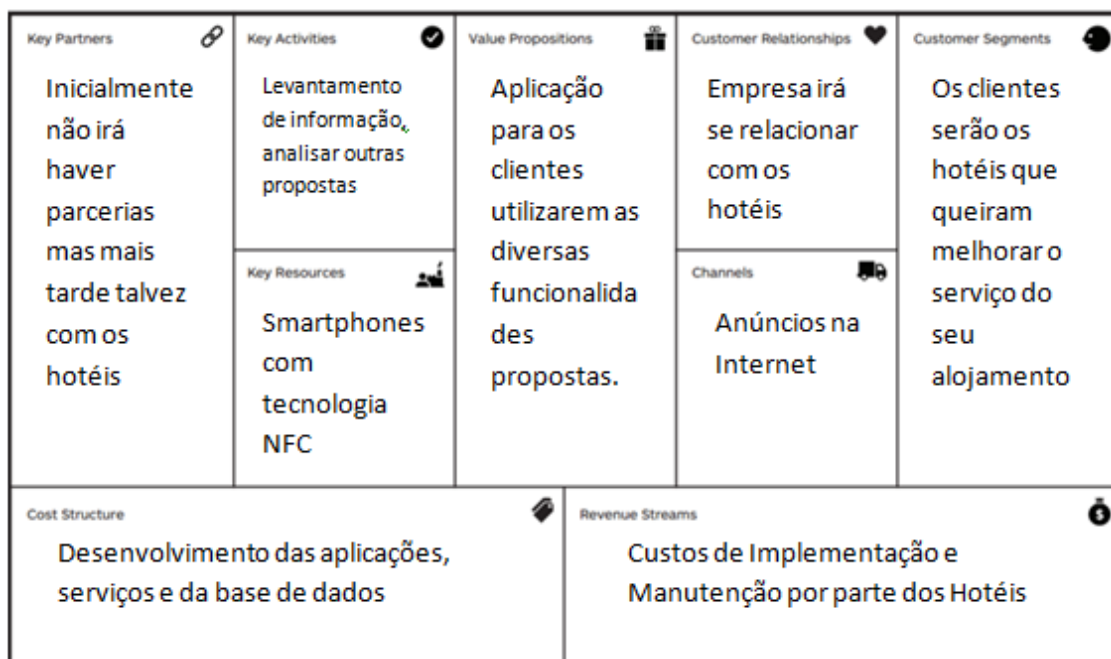 Key Partners
Inicialmente
não irá
haver
parcerias
mas mais
tarde talvez
com os
hotéis
Key Activities
Levantamento
de informação,
analisar outras
propostas
Key Resources
Smartphones
com
tecnologia
NFC
Value Propositions
Aplicação
para os
clientes
utilizarem as
diversas
funcionalida
des
propostas.
Customer Relationships
Empresa irá
se relacionar
com os
hotéis
Channels
Anúncios na
Internet
Customer Segments
Os clientes
serão os
hotéis que
queiram
melhorar o
serviço do
seu
alojamento
Cost Structure
Desenvolvimento das aplicações,
serviços e da base de dados
Revenue Streams
Custos de Implementação e
Manutenção por parte dos Hotéis